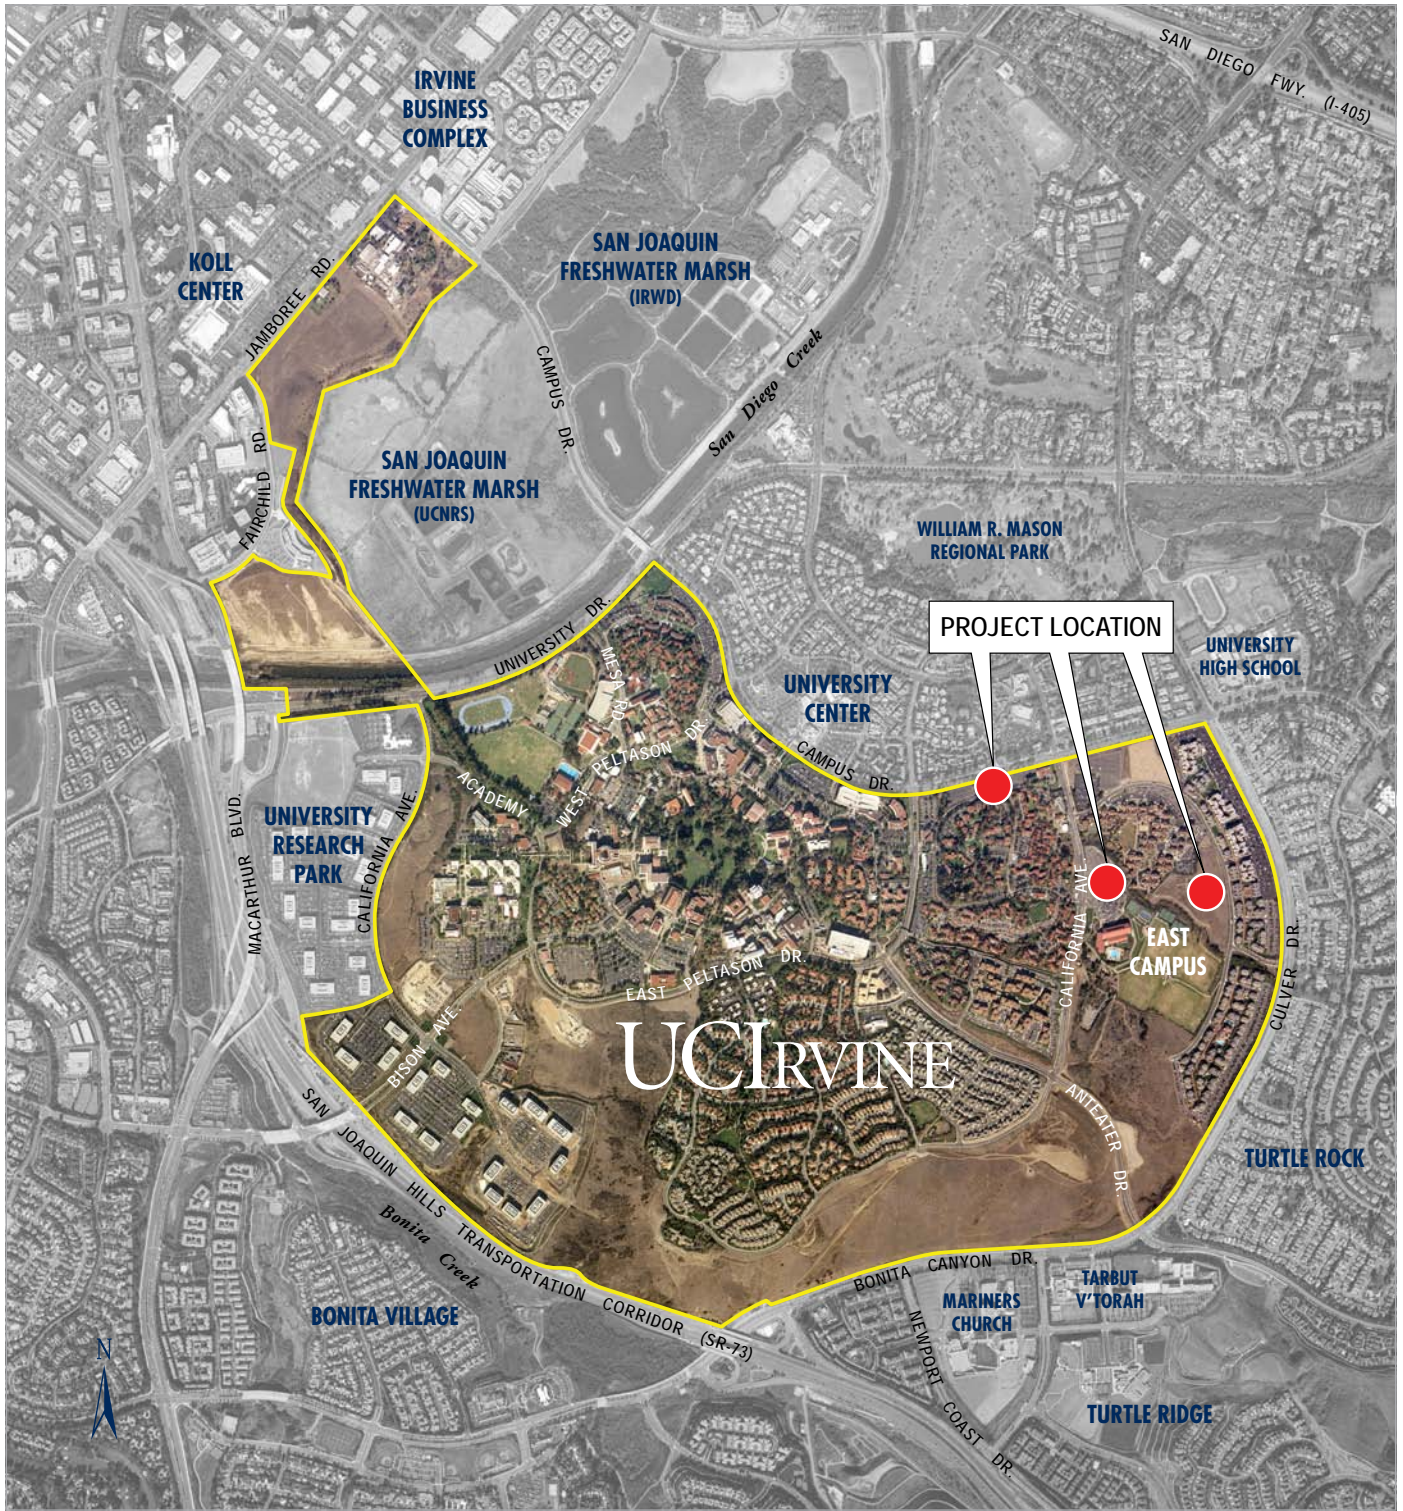 SAN DIEGO FWY. (I-405)
IRVINE
BUSINESS
COMPLEX
SAN JOAQUIN
FRESHWATER MARSH
(IRWD)
KOLL
CENTER
JAMBOREE RD.
CAMPUS DR.
San Diego Creek
FAIRCHILD RD.
SAN JOAQUIN
FRESHWATER MARSH
(UCNRS)
WILLIAM R. MASON
REGIONAL PARK
PROJECT LOCATION
UNIVERSITY
HIGH SCHOOL
UNIVERSITY DR.
MESA RD.
UNIVERSITY
CENTER
WEST PELTASON DR.
CAMPUS DR.
ACADEMY
MACARTHUR BLVD.
UNIVERSITY
RESEARCH
PARK
CALIFORNIA AVE.
CALIFORNIA AVE.
EAST
CAMPUS
CULVER DR.
EAST PELTASON DR.
BISON AVE.
UCIRVINE
ANTEATER DR.
TURTLE ROCK
SAN JOAQUIN HILLS TRANSPORTATION CORRIDOR (SR-73)
Bonita Creek
BONITA VILLAGE
BONITA CANYON DR.
TARBUT
V'TORAH
MARINERS
CHURCH
NEWPORT COAST DR.
TURTLE RIDGE
N